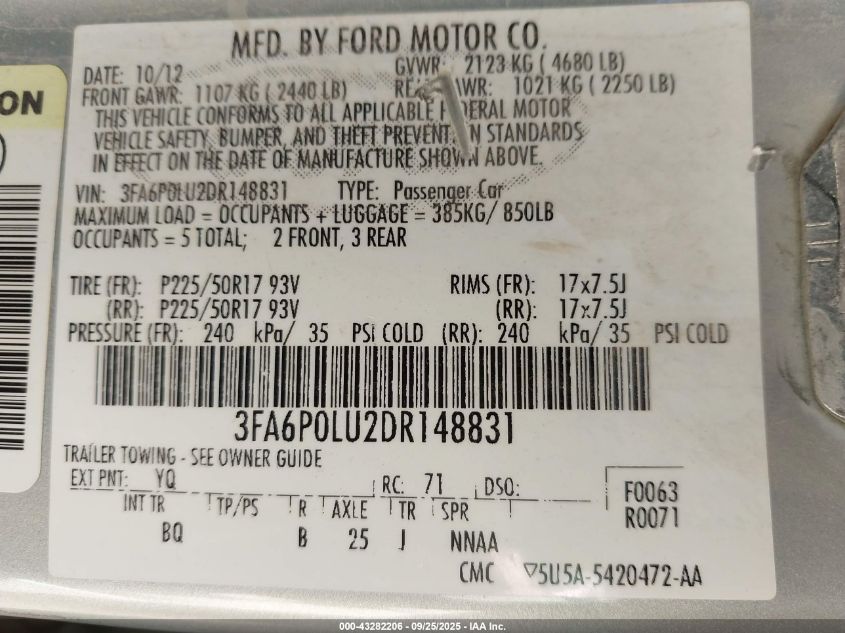 ON
MFD. BY FORD MOTOR CO.
DATE: 10/12 GVWR: 2123 KG ( 4680 LB)
FRONT GAWR: 1107 KG ( 2440 LB) 1021 KG ( 2250 LB)
THIS VEHICLE CONFORMS TO ALL APPLICABLE MOTOR
VEHICLE SAFETY, BUMPER, AND THEFT STANDARDS
IN EFFECT ON THE DATE OF MANUFACTURE SHOWN ABOVE.
VIN: 3FA6P0LU2DR148831 TYPE: Passenger Car
MAXIMUM LOAD = OCCUPANTS + LUGGAGE = 385KG/ 850LB
OCCUPANTS = 5 TOTAL; 2 FRONT, 3 REAR
TIRE (FR): P225/50R17 93V RIMS (FR): 17x7.5J
(RR): P225/50R17 93V (RR): 17x7.5J
PRESSURE (FR): 240 kPa/ 35 PSI COLD (RR): 240 kPa/ 35 PSI COLD
3FA6P0LU2DR148831
TRAILER TOWING - SEE OWNER GUIDE
EXT PNT: YQ RC: 71 DSO: F0063
INT TR TP/PS R AXLE TR SPR R0071
BQ B 25 J NNAA
CMC ▽5U5A-5420472-AA
000-43282206 - 09/25/2025 - IAA Inc.